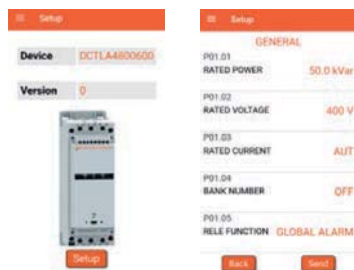 Setup
Device DCTLA4800600
Version 0
Setup
Setup
GENERAL
P01.01
RATED POWER 50.0 kVar
P01.02
RATED VOLTAGE 400 V
P01.03
RATED CURRENT AUT
P01.04
BANK NUMBER OFF
P01.05
RELE FUNCTION GLOBAL ALARM
Back Send